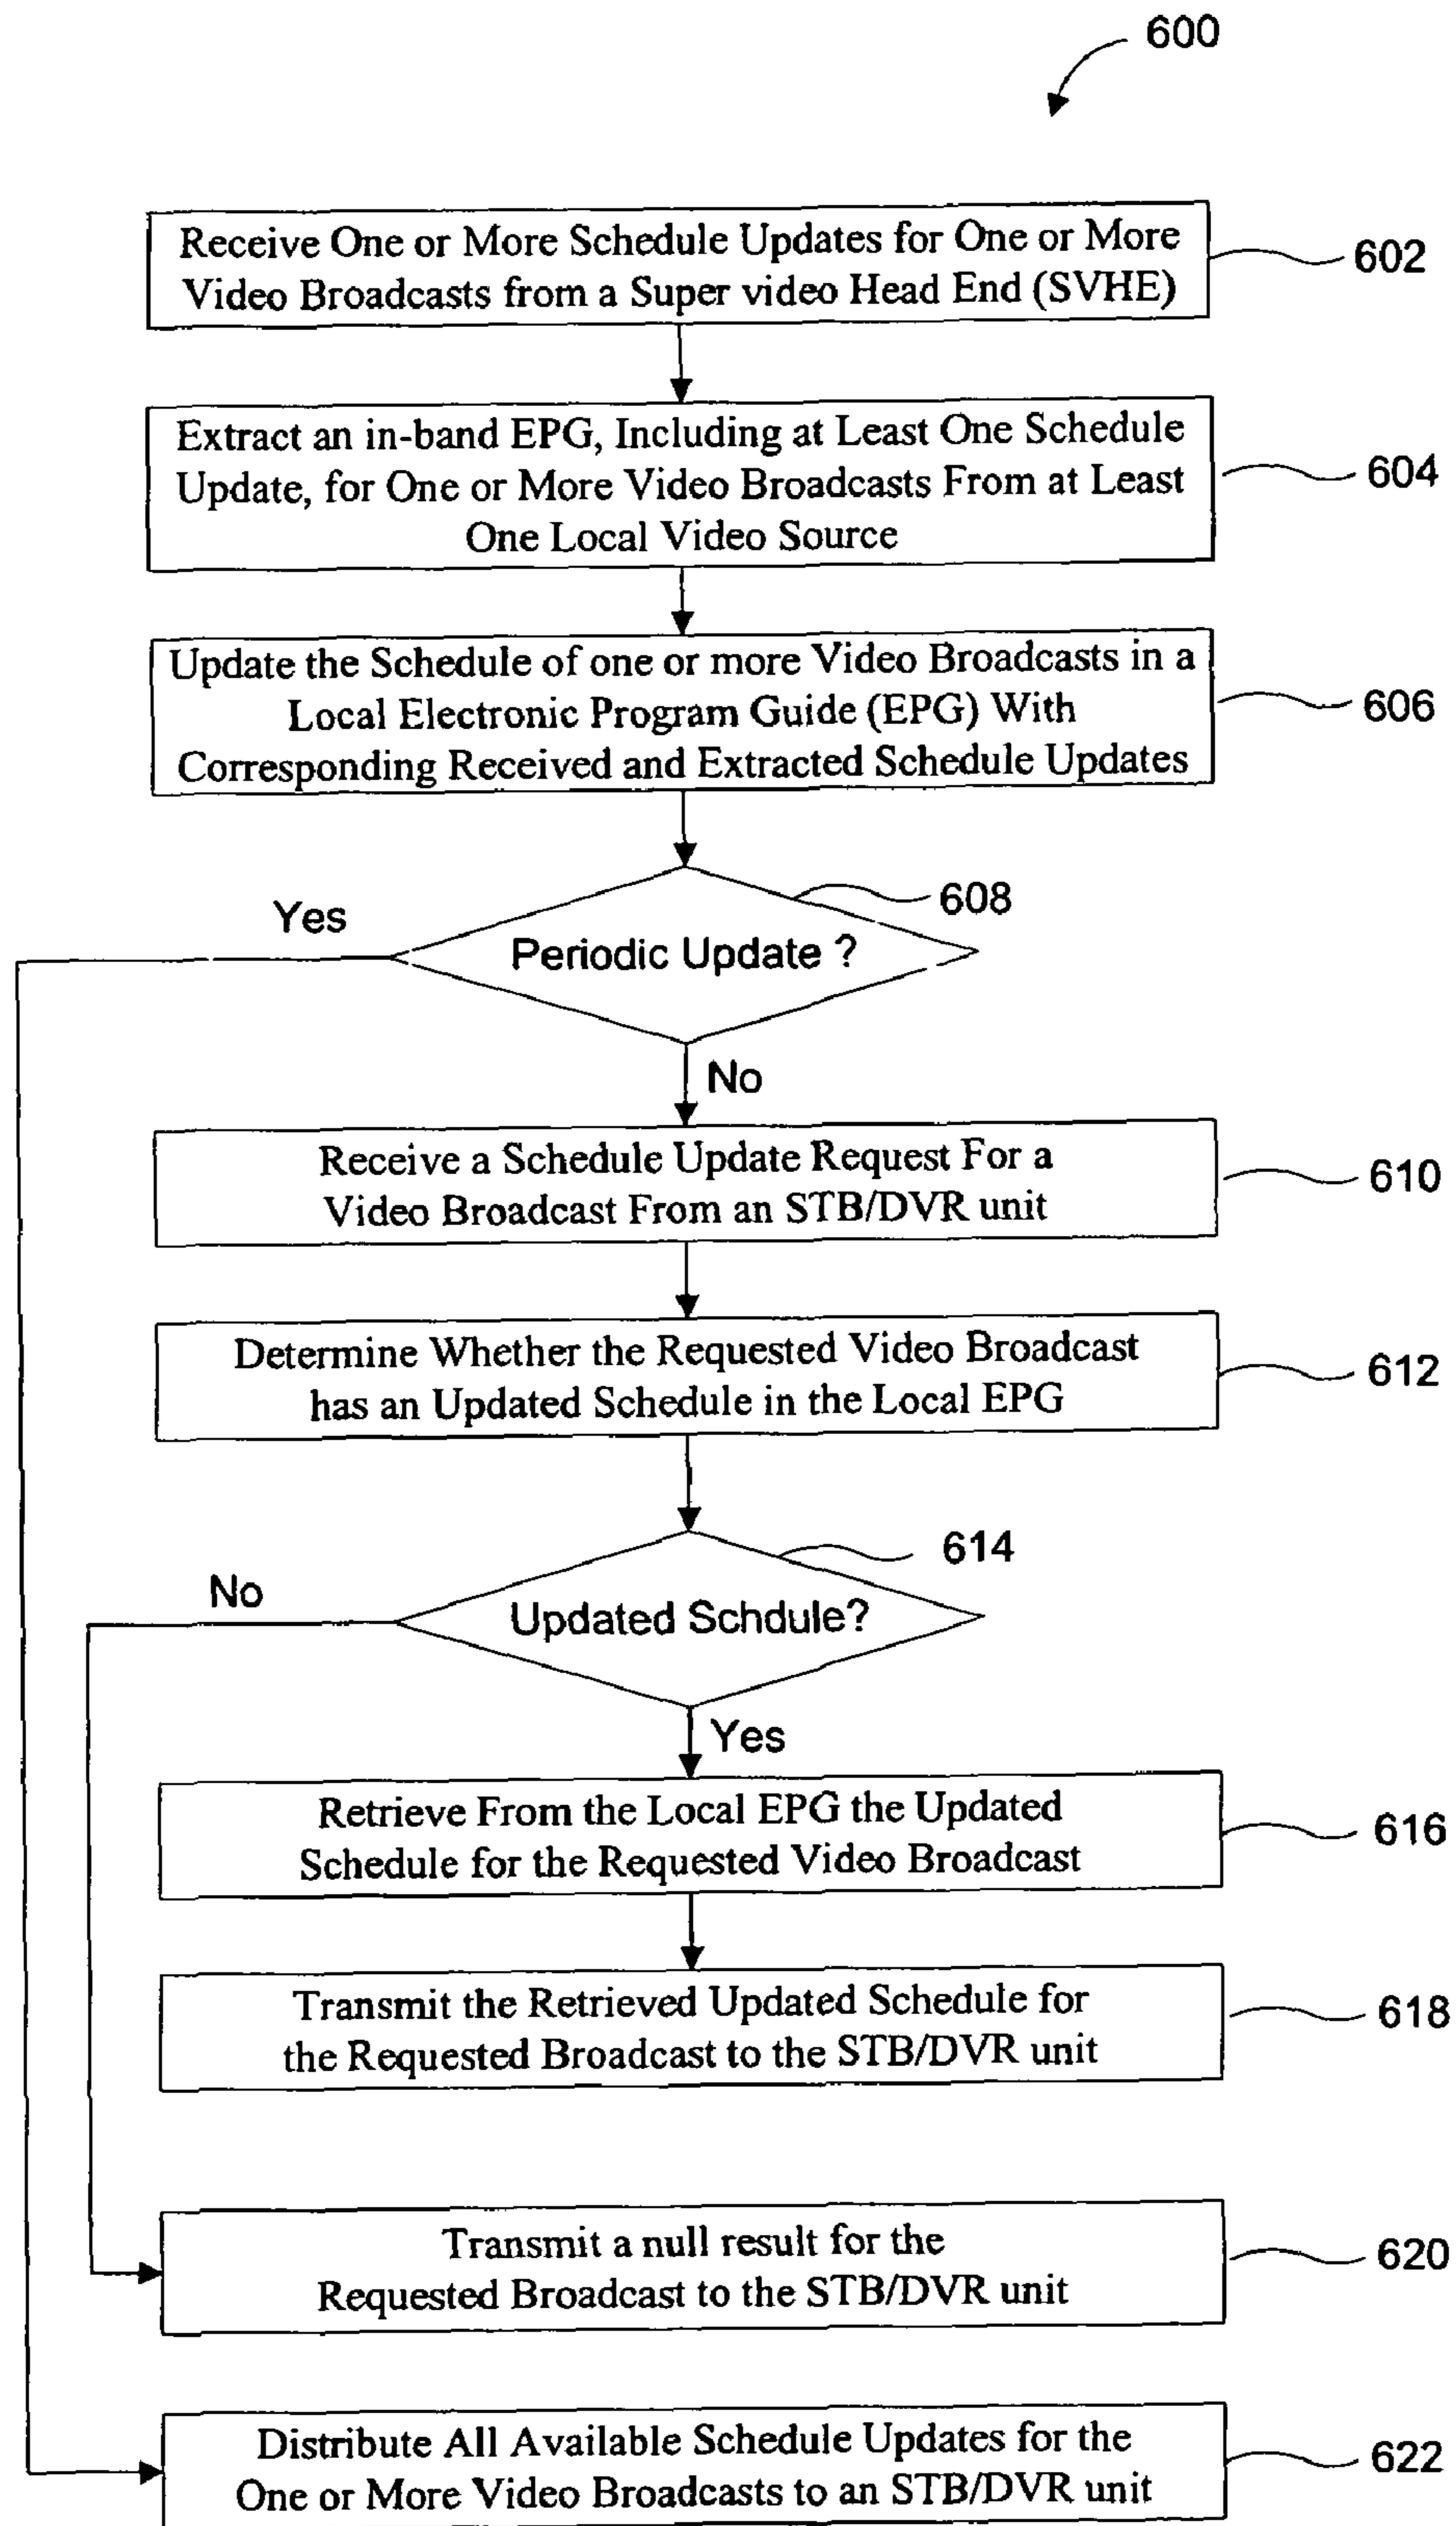 600
Receive One or More Schedule Updates for One or More
Video Broadcasts from a Super video Head End (SVHE)
602
Extract an in-band EPG, Including at Least One Schedule
Update, for One or More Video Broadcasts From at Least
One Local Video Source
604
Update the Schedule of one or more Video Broadcasts in a
Local Electronic Program Guide (EPG) With
Corresponding Received and Extracted Schedule Updates
606
608
Yes
Periodic Update ?
No
Receive a Schedule Update Request For a
Video Broadcast From an STB/DVR unit
610
Determine Whether the Requested Video Broadcast
has an Updated Schedule in the Local EPG
612
614
No
Updated Schdule?
Yes
Retrieve From the Local EPG the Updated
Schedule for the Requested Video Broadcast
616
Transmit the Retrieved Updated Schedule for
the Requested Broadcast to the STB/DVR unit
618
Transmit a null result for the
Requested Broadcast to the STB/DVR unit
620
Distribute All Available Schedule Updates for the
One or More Video Broadcasts to an STB/DVR unit
622